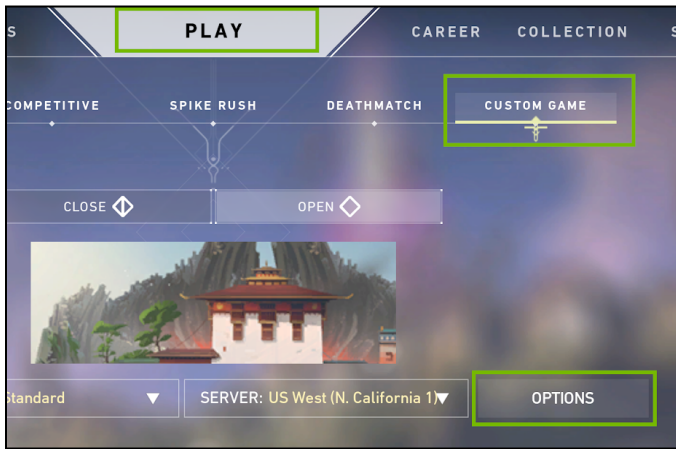 S PLAY CAREER COLLECTION S
COMPETITIVE SPIKE RUSH DEATHMATCH CUSTOM GAME
CLOSE OPEN
Standard SERVER: US West (N. California 1) OPTIONS